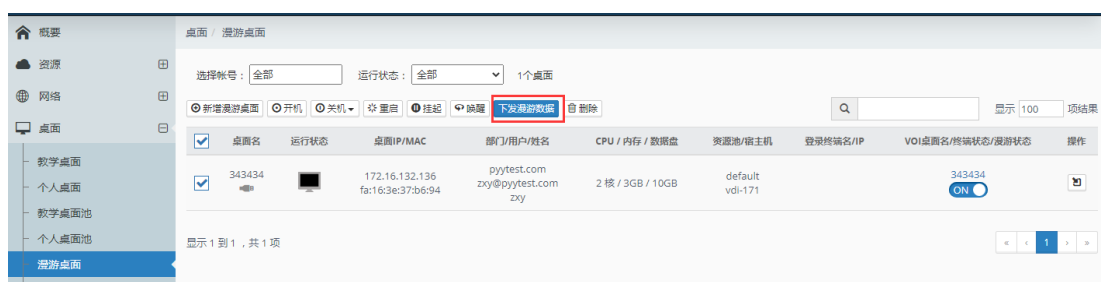 概要
桌面 / 漫游桌面
资源
选择帐号： 全部 运行状态： 全部 1个桌面
网络
新增漫游桌面 开机 关机 重启 挂起 唤醒 下发漫游数据 删除 显示 100 项结果
桌面
桌面名 运行状态 桌面IP/MAC 部门/用户/姓名 CPU / 内存 / 数据盘 资源池/宿主机 登录终端名/IP VOI桌面名/终端状态/漫游状态 操作
教学桌面
个人桌面
教学桌面池
个人桌面池
漫游桌面
343434
172.16.132.136
fa:16:3e:37:b6:94
pyytest.com
zxy@pyytest.com
zxy
2 核 / 3GB / 10GB
default
vdi-171
343434
ON
显示 1 到 1 ，共 1 项
« ‹ 1 › »